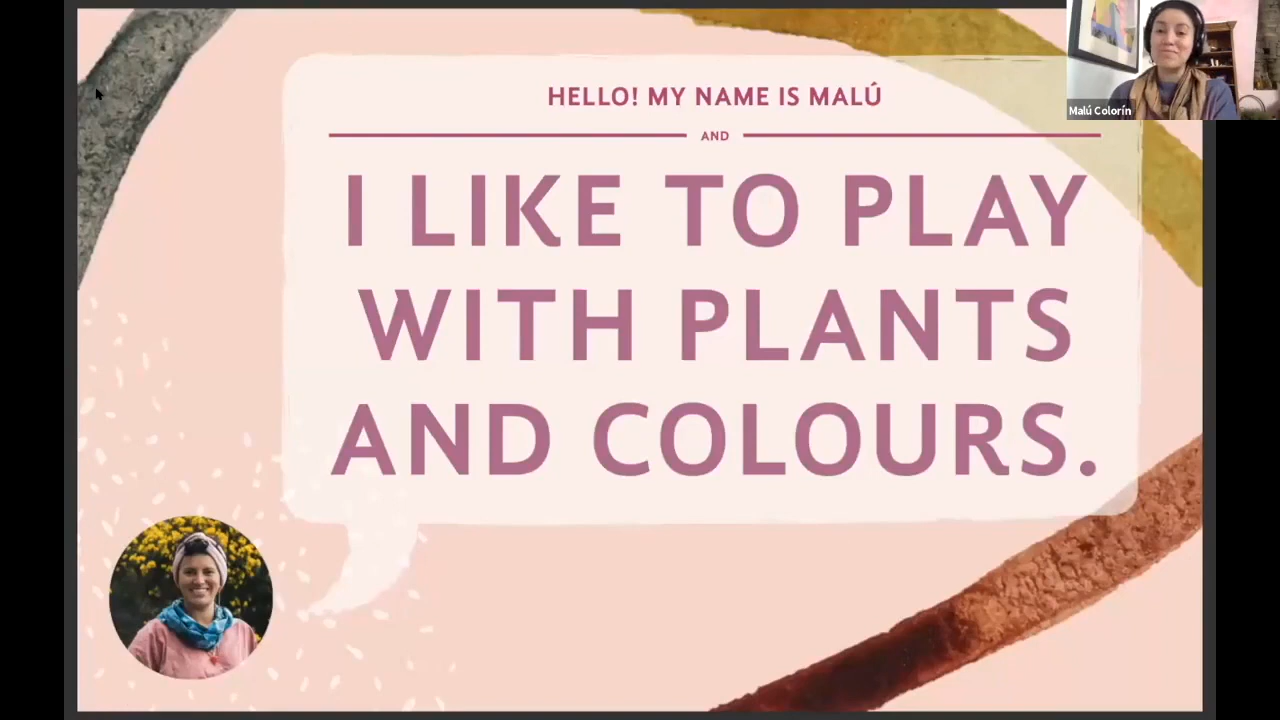 HELLO! MY NAME IS MALÚ
AND
I LIKE TO PLAY
WITH PLANTS
AND COLOURS.
Malú Colorín